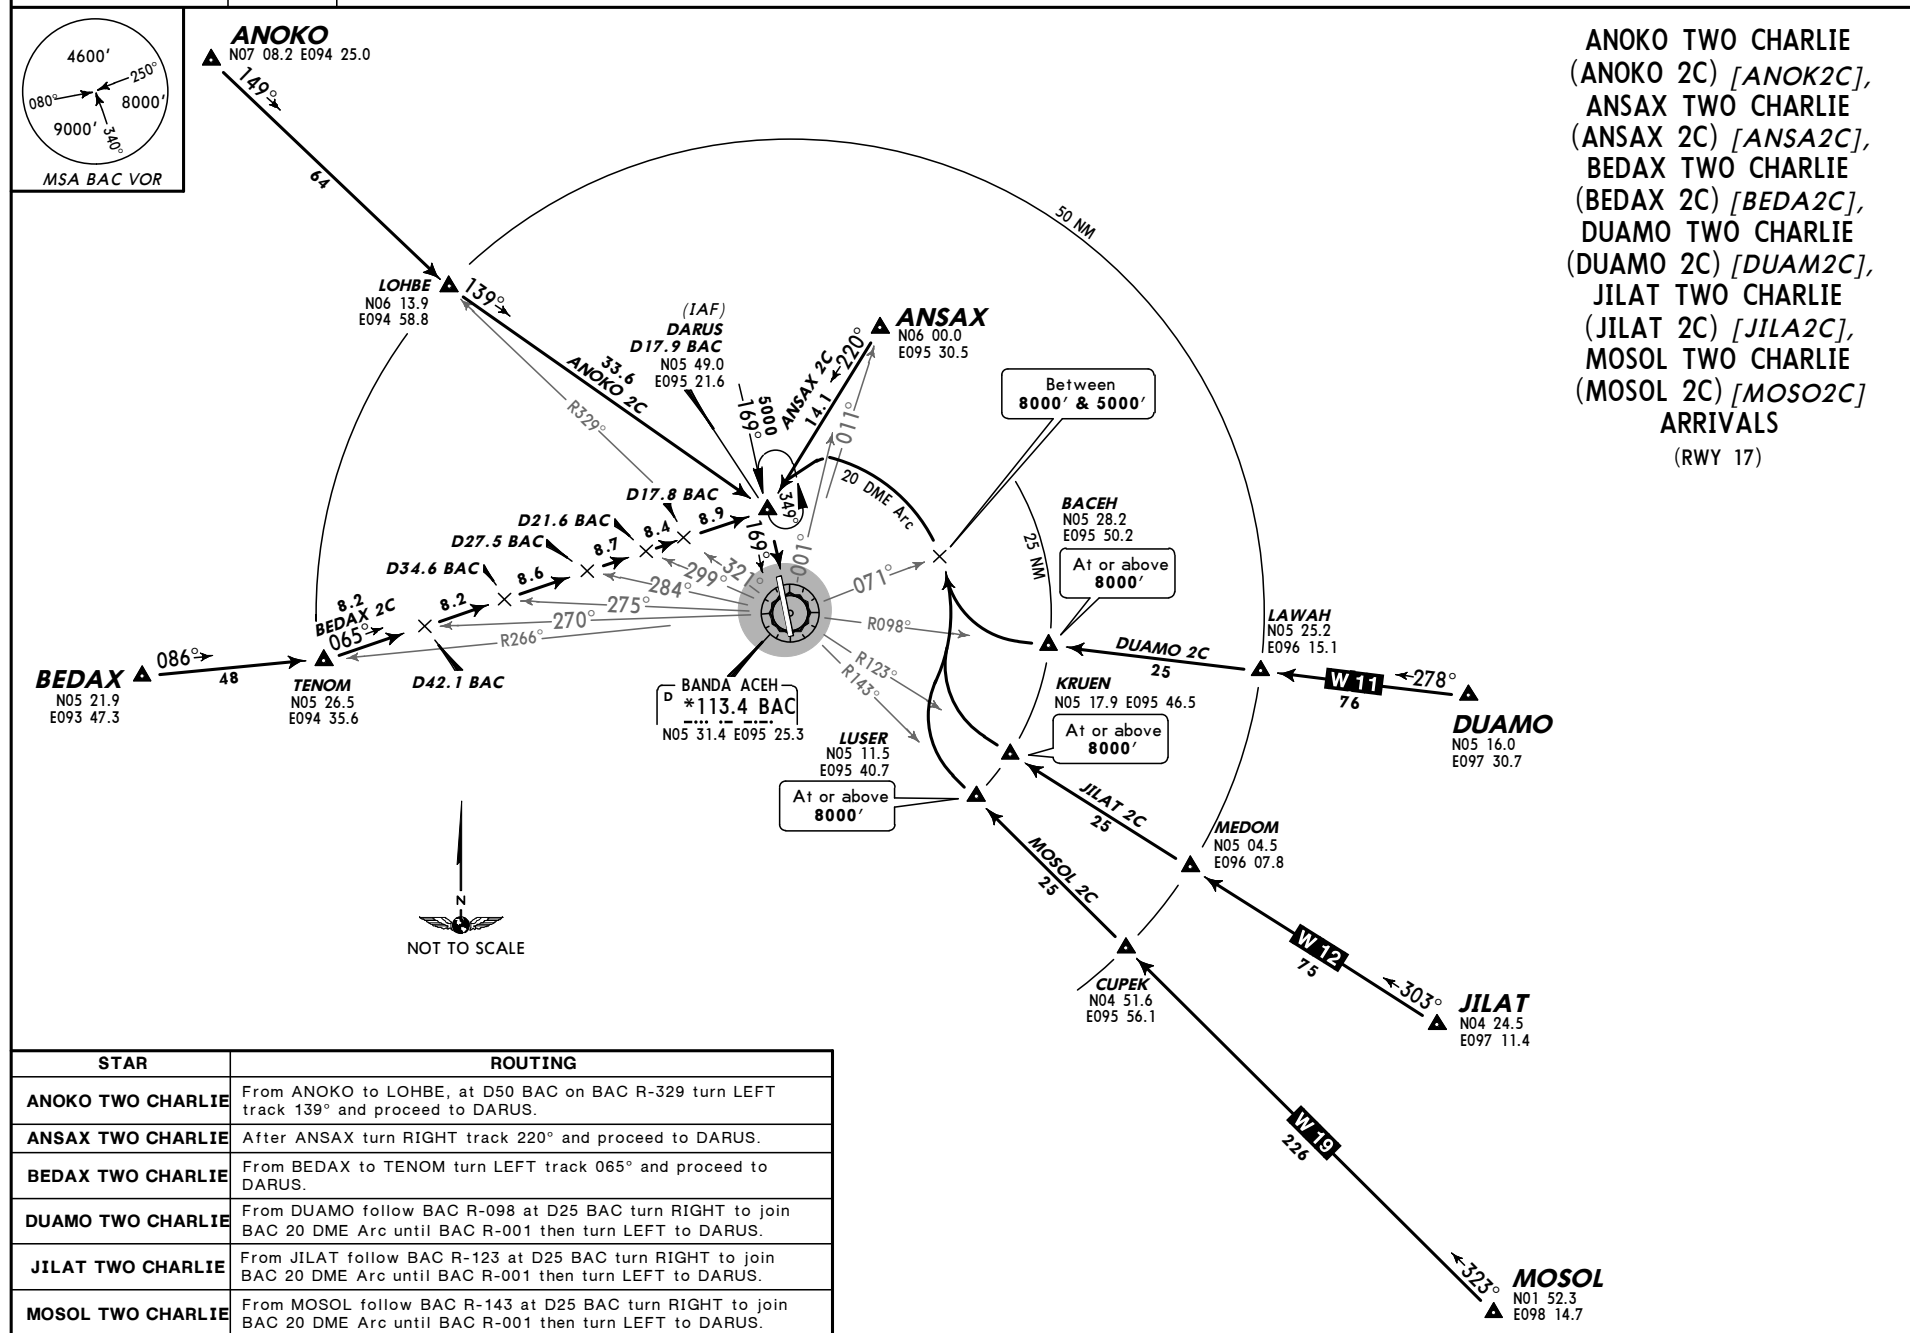 4600'
250°
080°
8000'
9000'
340°
MSA BAC VOR
ANOKO
N07 08.2 E094 25.0
149°
64
ANOKO TWO CHARLIE
(ANOKO 2C) [ANOK2C],
ANSAX TWO CHARLIE
(ANSAX 2C) [ANSA2C],
BEDAX TWO CHARLIE
(BEDAX 2C) [BEDA2C],
DUAMO TWO CHARLIE
(DUAMO 2C) [DUAM2C],
JILAT TWO CHARLIE
(JILAT 2C) [JILA2C],
MOSOL TWO CHARLIE
(MOSOL 2C) [MOSO2C]
ARRIVALS
(RWY 17)
50 NM
LOHBE
N06 13.9
E094 58.8
139°
33.6
ANOKO 2C
R329°
(IAF)
DARUS
D17.9 BAC
N05 49.0
E095 21.6
ANSAX
N06 00.0
E095 30.5
220°
ANSAX 2C
14.1
011°
5000
169°
349°
169°
001°
20 DME Arc
Between
8000' & 5000'
25 NM
BACEH
N05 28.2
E095 50.2
At or above
8000'
D17.8 BAC
D21.6 BAC
D27.5 BAC
D34.6 BAC
D42.1 BAC
8.9
8.4
8.7
8.6
8.2
8.2
BEDAX 2C
065°
321°
299°
284°
275°
270°
R266°
071°
R098°
R123°
R143°
BEDAX
N05 21.9
E093 47.3
086°
48
TENOM
N05 26.5
E094 35.6
BANDA ACEH
D *113.4 BAC
N05 31.4 E095 25.3
LAWAH
N05 25.2
E096 15.1
DUAMO 2C
25
W 11
76
278°
DUAMO
N05 16.0
E097 30.7
KRUEN
N05 17.9 E095 46.5
At or above
8000'
LUSER
N05 11.5
E095 40.7
At or above
8000'
JILAT 2C
25
MEDOM
N05 04.5
E096 07.8
MOSOL 2C
25
W 12
75
303°
JILAT
N04 24.5
E097 11.4
CUPEK
N04 51.6
E095 56.1
W 19
226
323°
MOSOL
N01 52.3
E098 14.7
N
NOT TO SCALE
STAR ROUTING
ANOKO TWO CHARLIE From ANOKO to LOHBE, at D50 BAC on BAC R-329 turn LEFT
track 139° and proceed to DARUS.
ANSAX TWO CHARLIE After ANSAX turn RIGHT track 220° and proceed to DARUS.
BEDAX TWO CHARLIE From BEDAX to TENOM turn LEFT track 065° and proceed to
DARUS.
DUAMO TWO CHARLIE From DUAMO follow BAC R-098 at D25 BAC turn RIGHT to join
BAC 20 DME Arc until BAC R-001 then turn LEFT to DARUS.
JILAT TWO CHARLIE From JILAT follow BAC R-123 at D25 BAC turn RIGHT to join
BAC 20 DME Arc until BAC R-001 then turn LEFT to DARUS.
MOSOL TWO CHARLIE From MOSOL follow BAC R-143 at D25 BAC turn RIGHT to join
BAC 20 DME Arc until BAC R-001 then turn LEFT to DARUS.